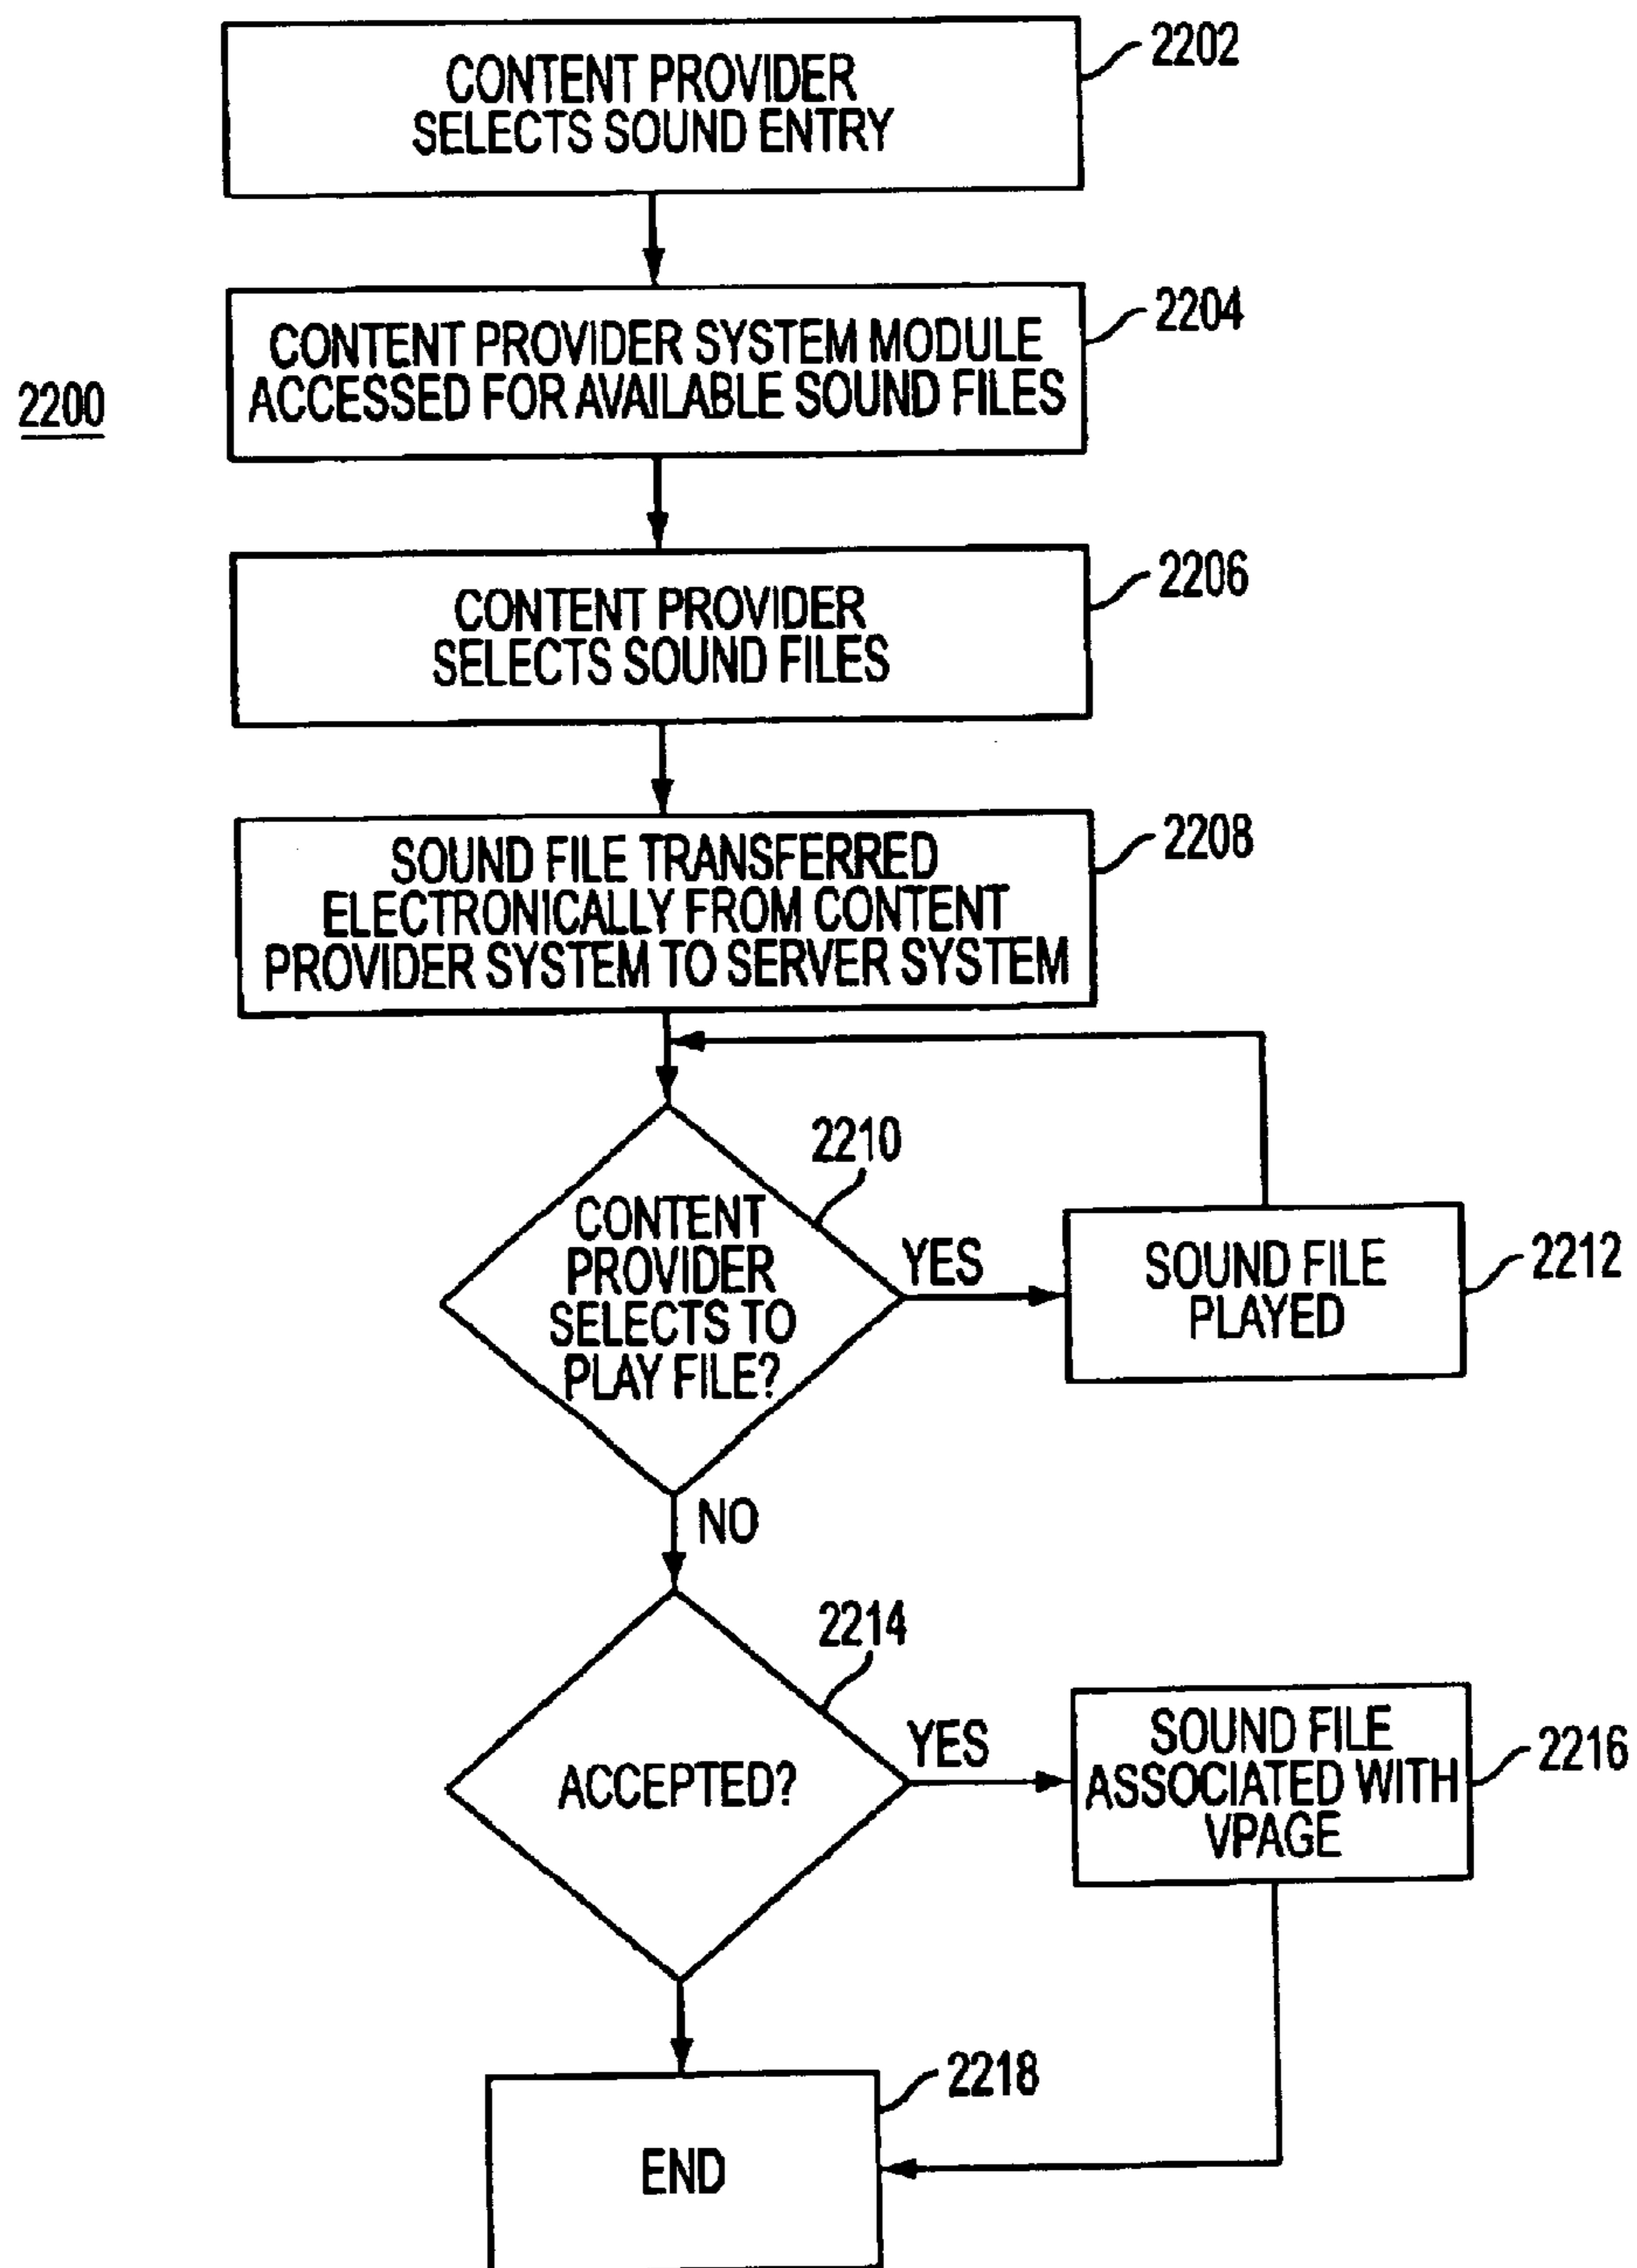 2200
CONTENT PROVIDER
SELECTS SOUND ENTRY
2202
CONTENT PROVIDER SYSTEM MODULE
ACCESSED FOR AVAILABLE SOUND FILES
2204
CONTENT PROVIDER
SELECTS SOUND FILES
2206
SOUND FILE TRANSFERRED
ELECTRONICALLY FROM CONTENT
PROVIDER SYSTEM TO SERVER SYSTEM
2208
CONTENT
PROVIDER
SELECTS TO
PLAY FILE?
2210
YES
SOUND FILE
PLAYED
2212
NO
ACCEPTED?
2214
YES
SOUND FILE
ASSOCIATED WITH
VPAGE
2216
END
2218